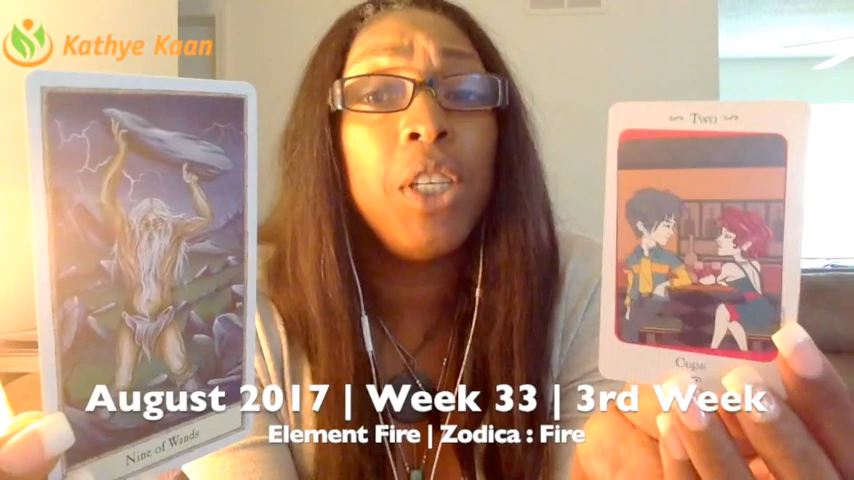 Kathye Kaan
Two
Cups
Nine of Wands
August 2017 | Week 33 | 3rd Week
Element Fire | Zodica : Fire